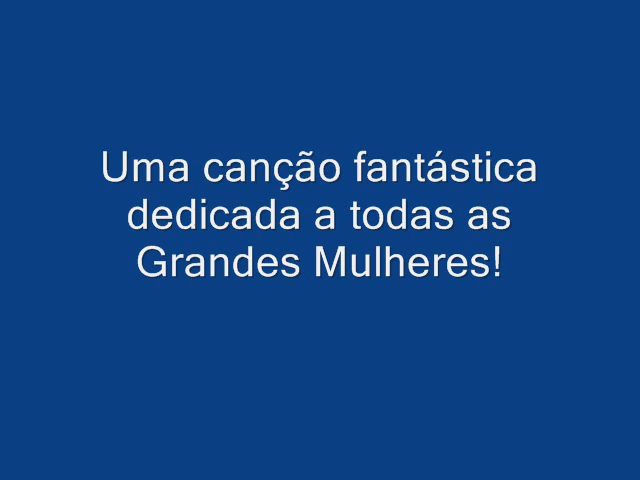 Uma canção fantástica
dedicada a todas as
Grandes Mulheres!